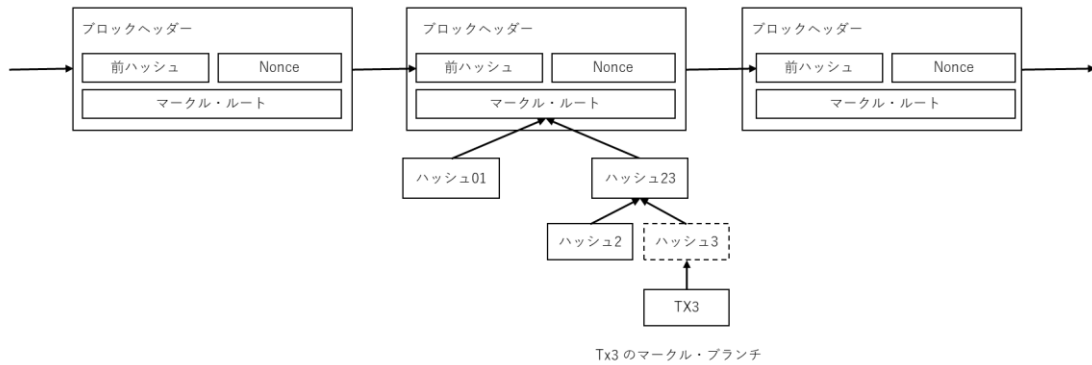 ブロックヘッダー
前ハッシュ
Nonce
マークル・ルート
ブロックヘッダー
前ハッシュ
Nonce
マークル・ルート
ブロックヘッダー
前ハッシュ
Nonce
マークル・ルート
ハッシュ01
ハッシュ23
ハッシュ2
ハッシュ3
TX3
Tx3 のマークル・ブランチ